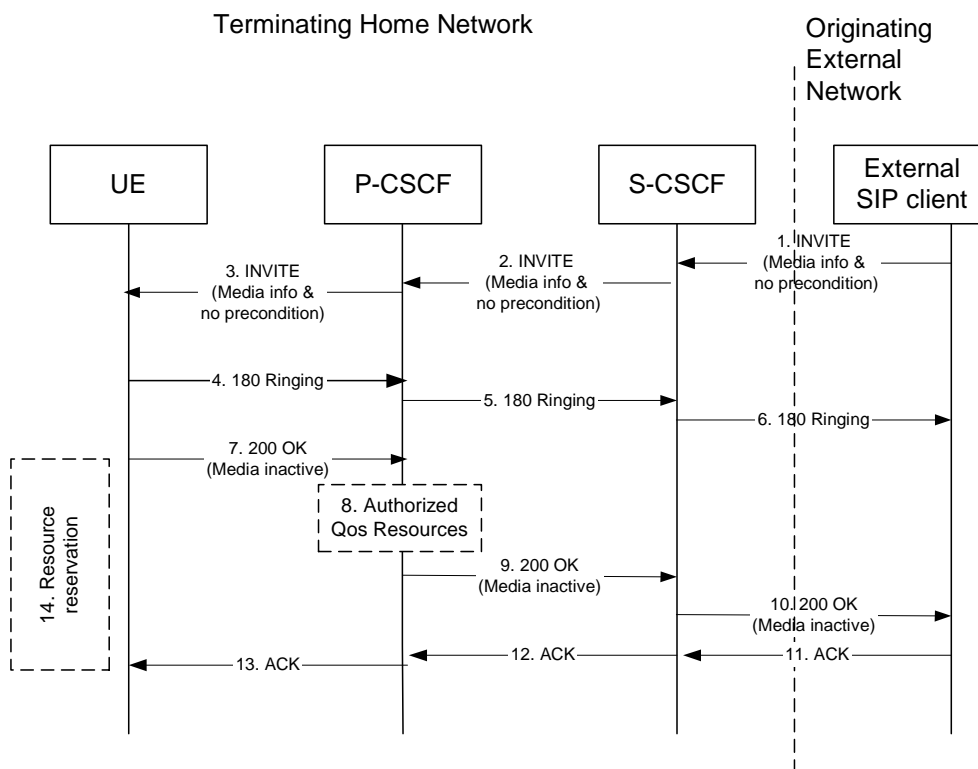 Terminating Home Network
Originating
External
Network
UE
P-CSCF
S-CSCF
External
SIP client
1. INVITE
(Media info &
no precondition)
2. INVITE
(Media info &
no precondition)
3. INVITE
(Media info &
no precondition)
4. 180 Ringing
5. 180 Ringing
6. 180 Ringing
7. 200 OK
(Media inactive)
8. Authorized
Qos Resources
9. 200 OK
(Media inactive)
10. 200 OK
(Media inactive)
11. ACK
12. ACK
13. ACK
14. Resource
reservation